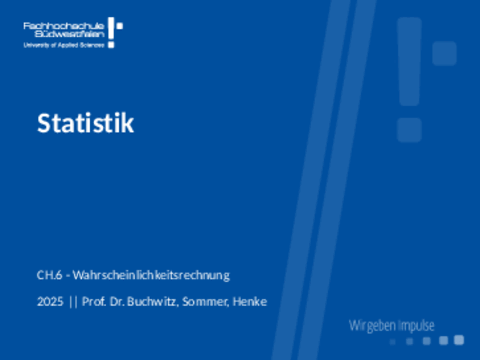 Fachhochschule
Südwestfalen
University of Applied Sciences
Statistik
CH.6 - Wahrscheinlichkeitsrechnung
2025 || Prof. Dr. Buchwitz, Sommer, Henke
Wir geben Impulse